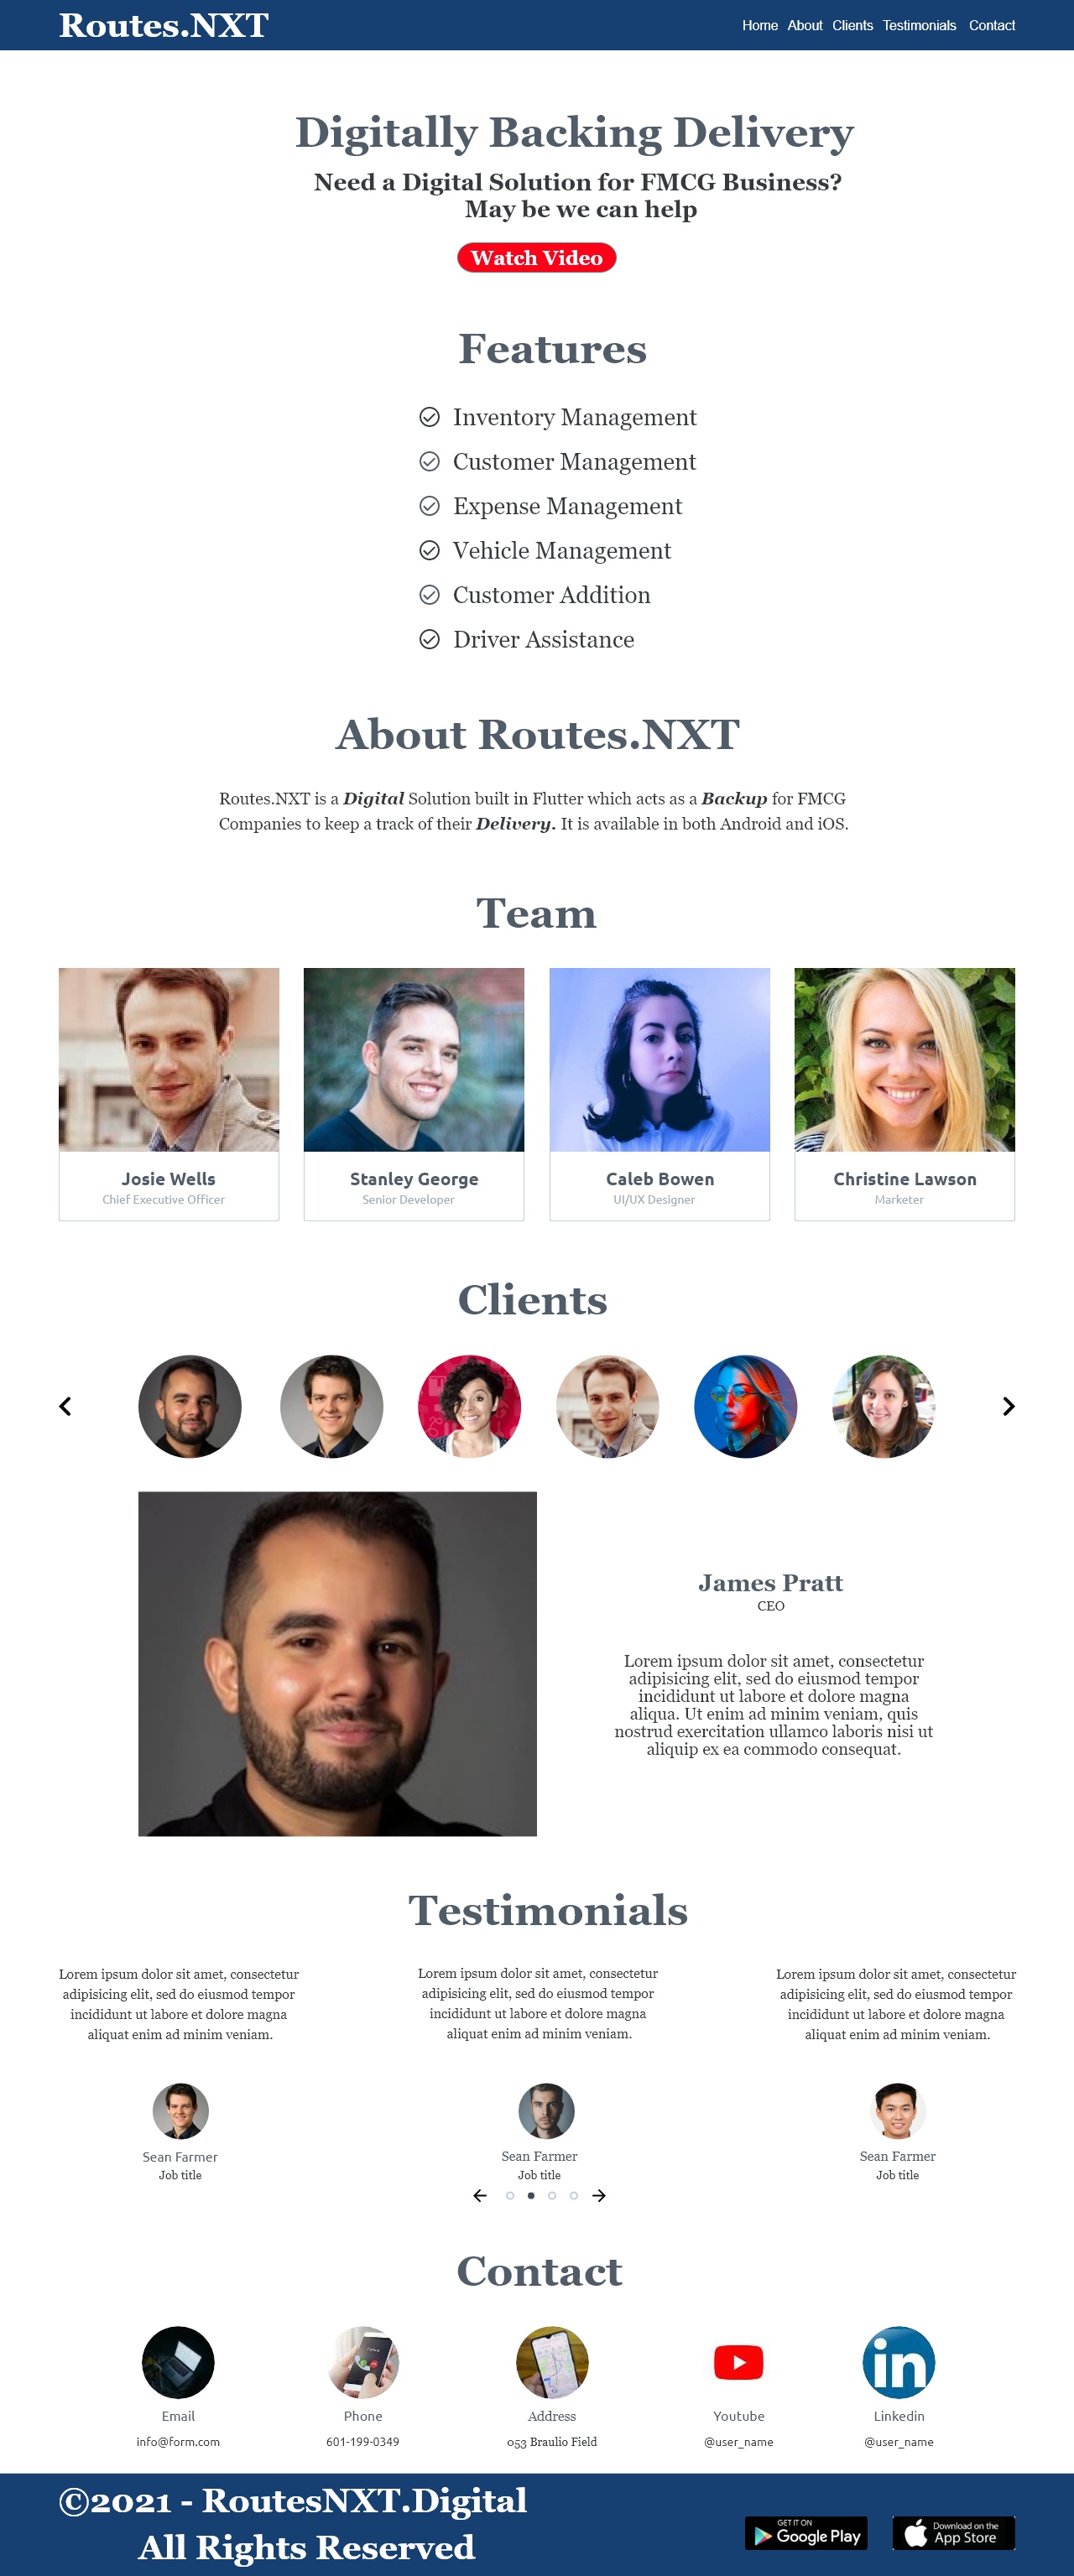 Routes.NXT
Home About Clients Testimonials Contact
Digitally Backing Delivery
Need a Digital Solution for FMCG Business?
May be we can help
Watch Video
Features
Inventory Management
Customer Management
Expense Management
Vehicle Management
Customer Addition
Driver Assistance
About Routes.NXT
Routes.NXT is a Digital Solution built in Flutter which acts as a Backup for FMCG
Companies to keep a track of their Delivery. It is available in both Android and iOS.
Team
Josie Wells
Chief Executive Officer
Stanley George
Senior Developer
Caleb Bowen
UI/UX Designer
Christine Lawson
Marketer
Clients
James Pratt
CEO
Lorem ipsum dolor sit amet, consectetur
adipisicing elit, sed do eiusmod tempor
incididunt ut labore et dolore magna
aliqua. Ut enim ad minim veniam, quis
nostrud exercitation ullamco laboris nisi ut
aliquip ex ea commodo consequat.
Testimonials
Lorem ipsum dolor sit amet, consectetur
adipisicing elit, sed do eiusmod tempor
incididunt ut labore et dolore magna
aliquat enim ad minim veniam.
Sean Farmer
Job title
Lorem ipsum dolor sit amet, consectetur
adipisicing elit, sed do eiusmod tempor
incididunt ut labore et dolore magna
aliquat enim ad minim veniam.
Sean Farmer
Job title
Lorem ipsum dolor sit amet, consectetur
adipisicing elit, sed do eiusmod tempor
incididunt ut labore et dolore magna
aliquat enim ad minim veniam.
Sean Farmer
Job title
Contact
Email
info@form.com
Phone
601-199-0349
Address
053 Braulio Field
Youtube
@user_name
in
Linkedin
@user_name
©2021 - RoutesNXT.Digital
All Rights Reserved
GET IT ON
Google Play
Download on the
App Store